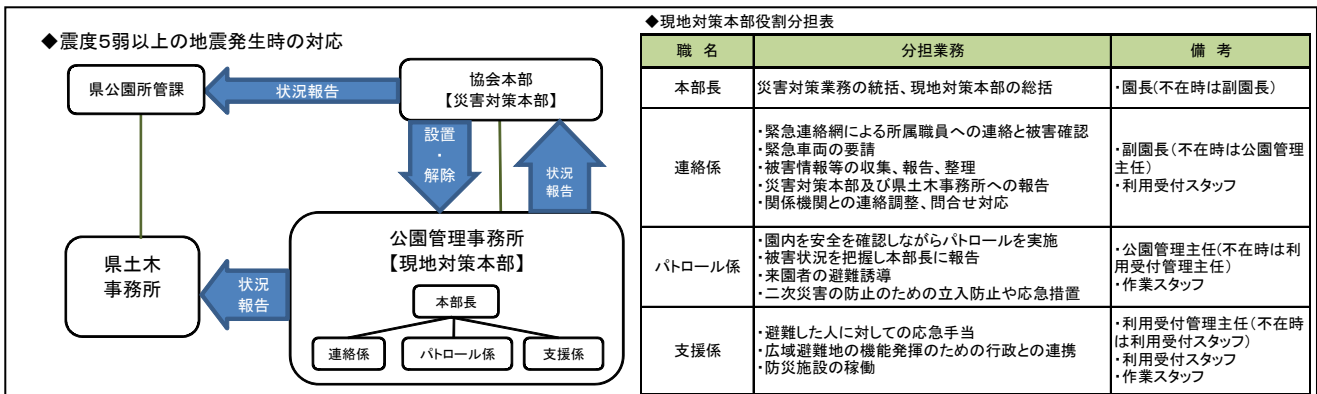 ◆震度5弱以上の地震発生時の対応
県公園所管課
状況報告
協会本部
【災害対策本部】
設置
・
解除
状況
報告
公園管理事務所
【現地対策本部】
県土木
事務所
状況
報告
本部長
連絡係
パトロール係
支援係
◆現地対策本部役割分担表
職 名
分担業務
備 考
本部長
災害対策業務の統括、現地対策本部の総括
・園長(不在時は副園長)
連絡係
・緊急連絡網による所属職員への連絡と被害確認
・緊急車両の要請
・被害情報等の収集、報告、整理
・災害対策本部及び県土木事務所への報告
・関係機関との連絡調整、問合せ対応
・副園長(不在時は公園管理
主任)
・利用受付スタッフ
パトロール係
・園内を安全を確認しながらパトロールを実施
・被害状況を把握し本部長に報告
・来園者の避難誘導
・二次災害の防止のための立入防止や応急措置
・公園管理主任(不在時は利
用受付管理主任)
・作業スタッフ
支援係
・避難した人に対しての応急手当
・広域避難地の機能発揮のための行政との連携
・防災施設の稼働
・利用受付管理主任(不在時
は利用受付スタッフ)
・利用受付スタッフ
・作業スタッフ